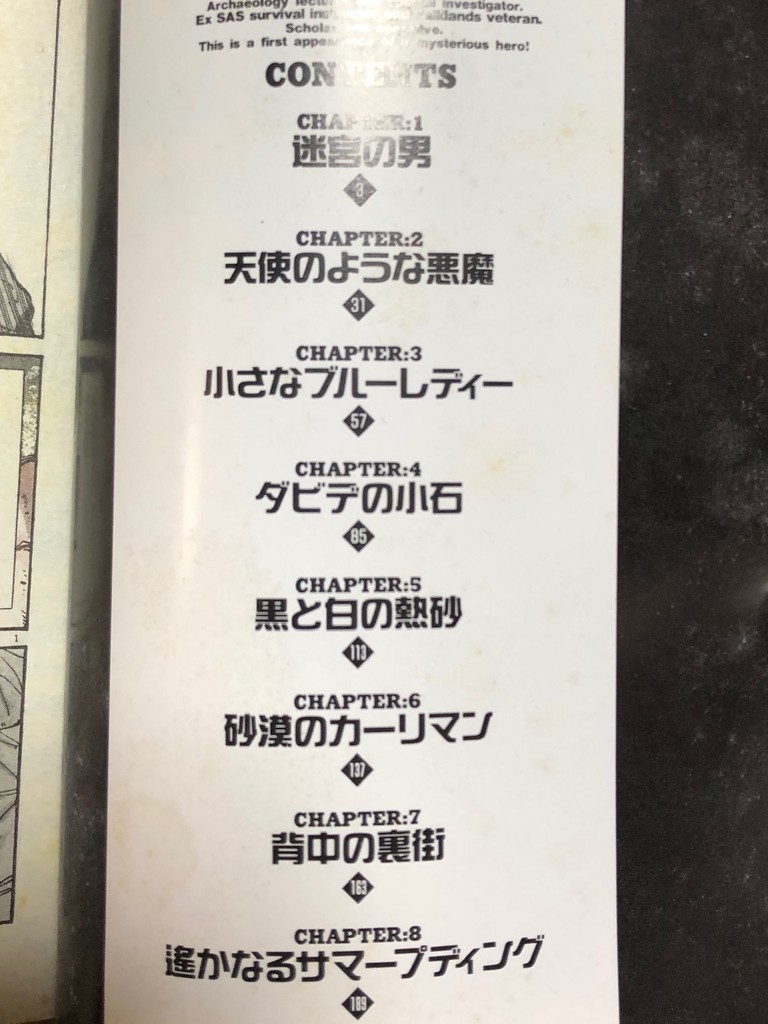 Archaeology investigator.
Ex SAS survival veteran.
This is a first mysterious hero!
CONTENTS
CHAPTER:1
迷宮の男
3
CHAPTER:2
天使のような悪魔
31
CHAPTER:3
小さなブルーレディー
57
CHAPTER:4
ダビデの小石
85
CHAPTER:5
黒と白の熱砂
113
CHAPTER:6
砂漠のカーリマン
137
CHAPTER:7
背中の裏街
163
CHAPTER:8
遙かなるサマープディング
189
1